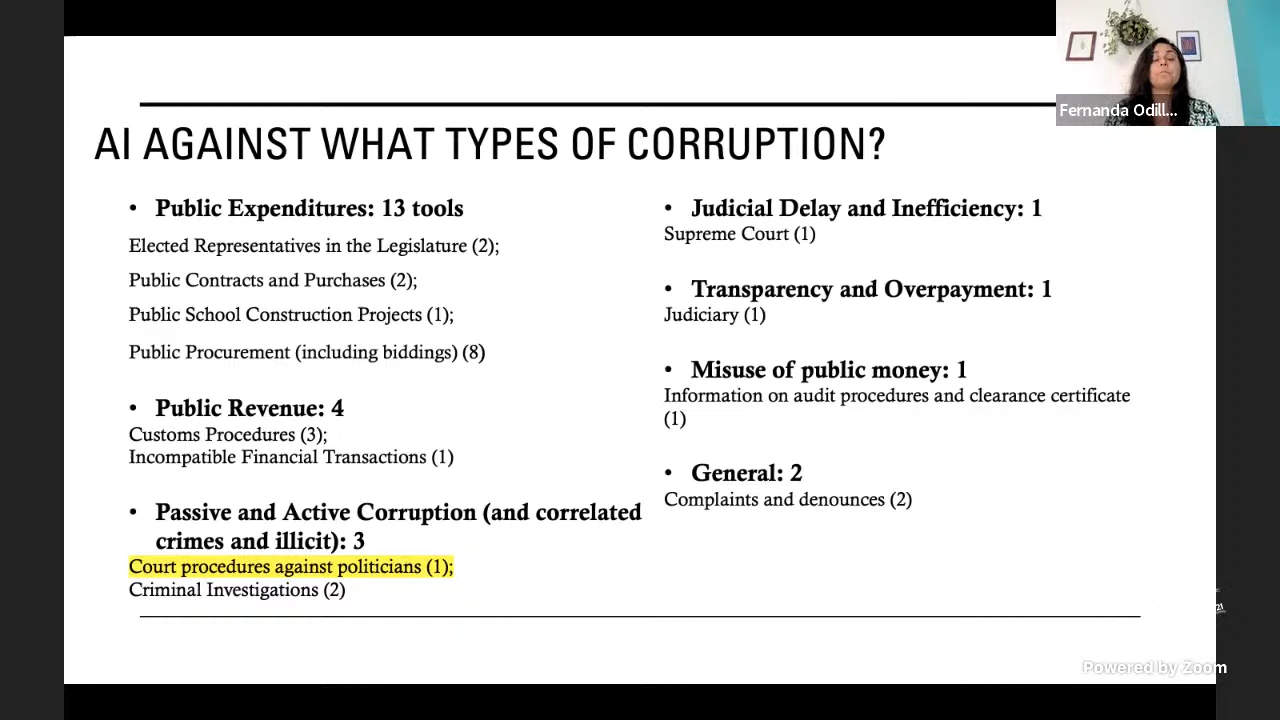 Fernanda Odill...
AI AGAINST WHAT TYPES OF CORRUPTION?
• Public Expenditures: 13 tools
Elected Representatives in the Legislature (2);
Public Contracts and Purchases (2);
Public School Construction Projects (1);
Public Procurement (including biddings) (8)
• Public Revenue: 4
Customs Procedures (3);
Incompatible Financial Transactions (1)
• Passive and Active Corruption (and correlated
crimes and illicit): 3
Court procedures against politicians (1);
Criminal Investigations (2)
• Judicial Delay and Inefficiency: 1
Supreme Court (1)
• Transparency and Overpayment: 1
Judiciary (1)
• Misuse of public money: 1
Information on audit procedures and clearance certificate
(1)
• General: 2
Complaints and denounces (2)
Powered by Zoom